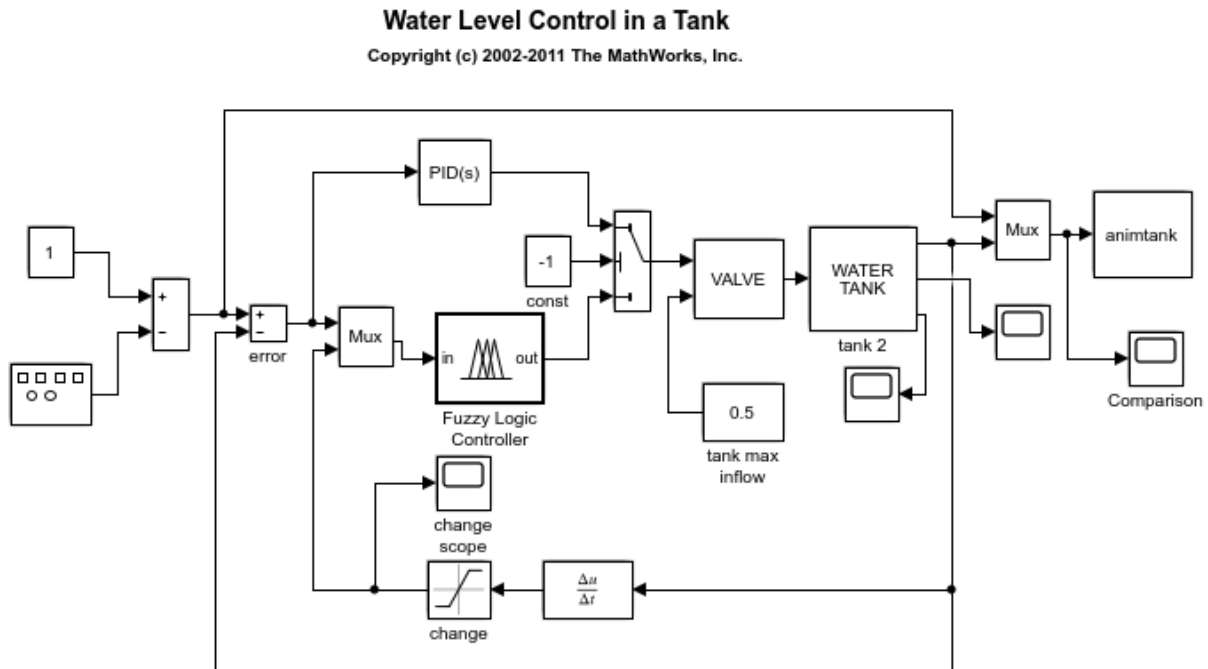 Water Level Control in a Tank
Copyright (c) 2002-2011 The MathWorks, Inc.
PID(s)
1
+
−
+
−
error
Mux
-1
const
in
out
Fuzzy Logic
Controller
VALVE
WATER
TANK
tank 2
Mux
animtank
Comparison
0.5
tank max
inflow
change
scope
Δu
Δt
change